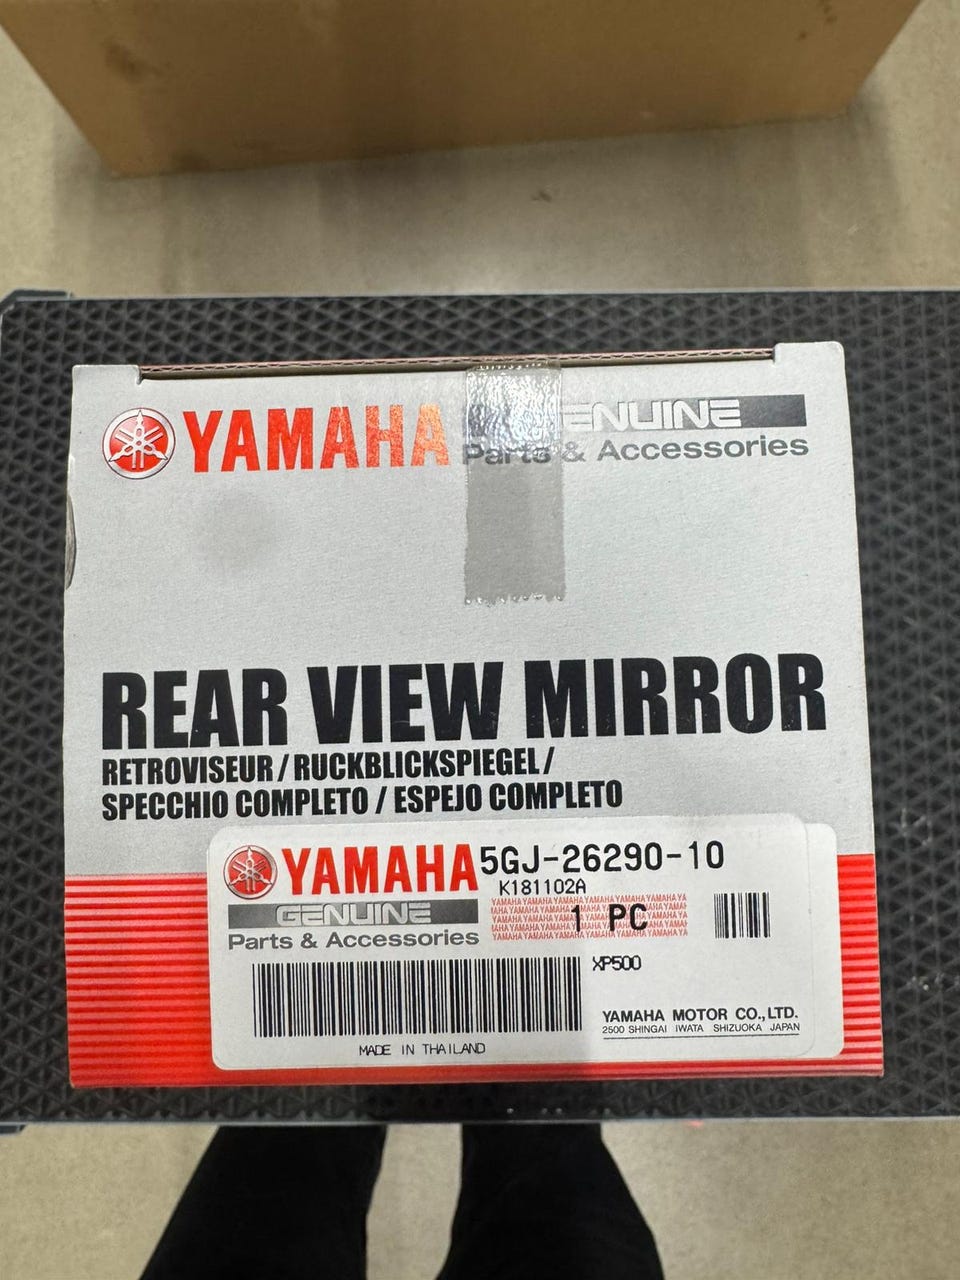 YAMAHA GENUINE
Parts & Accessories
REAR VIEW MIRROR
RETROVISEUR / RUCKBLICKSPIEGEL /
SPECCHIO COMPLETO / ESPEJO COMPLETO
YAMAHA 5GJ-26290-10
K181102A
GENUINE 1 PC
Parts & Accessories
XP500
YAMAHA MOTOR CO.,LTD.
2500 SHINGAI IWATA SHIZUOKA JAPAN
MADE IN THAILAND